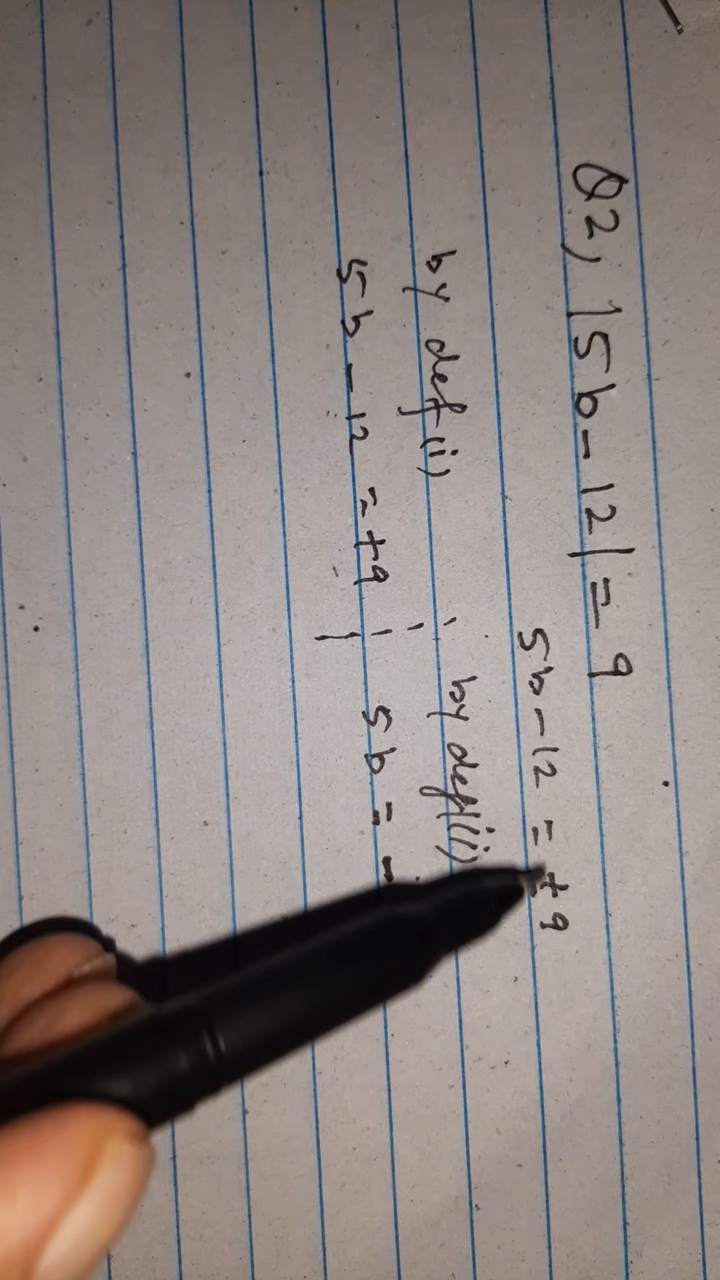 Q2, |5b - 12| = 9
5b - 12 = ±9
by def (i) by def (ii)
5b - 12 = +9 5b = -